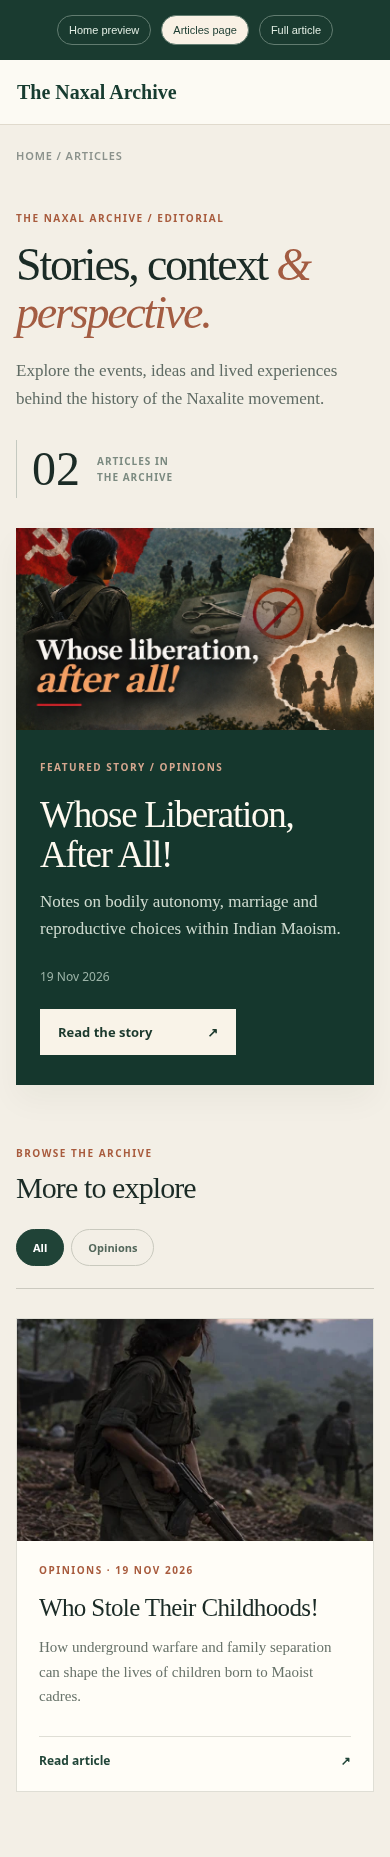 Home preview
Articles page
Full article
The Naxal Archive
HOME / ARTICLES
THE NAXAL ARCHIVE / EDITORIAL
Stories, context &
perspective.
Explore the events, ideas and lived experiences
behind the history of the Naxalite movement.
02
ARTICLES IN
THE ARCHIVE
Whose liberation,
after all!
FEATURED STORY / OPINIONS
Whose Liberation,
After All!
Notes on bodily autonomy, marriage and
reproductive choices within Indian Maoism.
19 Nov 2026
Read the story ↗
BROWSE THE ARCHIVE
More to explore
All
Opinions
OPINIONS · 19 NOV 2026
Who Stole Their Childhoods!
How underground warfare and family separation
can shape the lives of children born to Maoist
cadres.
Read article ↗